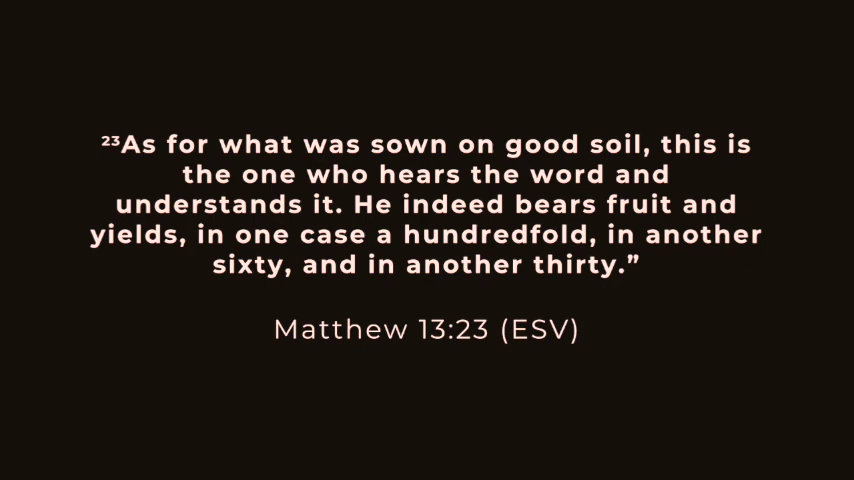 ²³As for what was sown on good soil, this is
the one who hears the word and
understands it. He indeed bears fruit and
yields, in one case a hundredfold, in another
sixty, and in another thirty.”
Matthew 13:23 (ESV)